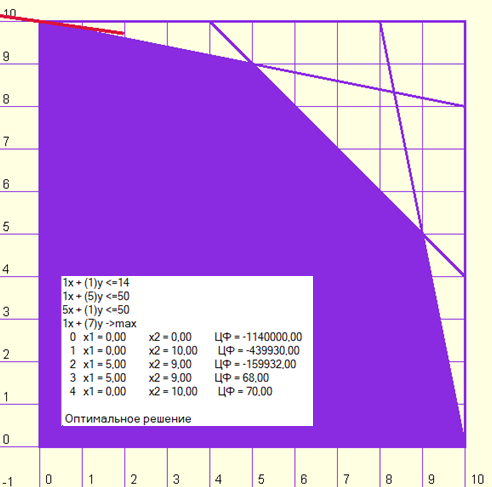 10
9
8
7
6
5
4
3
2
1
0
-1
1x + (1)y <=14
1x + (5)y <=50
5x + (1)y <=50
1x + (7)y ->max
0 x1 = 0,00 x2 = 0,00 ЦФ = -1140000,00
1 x1 = 0,00 x2 = 10,00 ЦФ = -439930,00
2 x1 = 5,00 x2 = 9,00 ЦФ = -159932,00
3 x1 = 5,00 x2 = 9,00 ЦФ = 68,00
4 x1 = 0,00 x2 = 10,00 ЦФ = 70,00
Оптимальное решение
0 1 2 3 4 5 6 7 8 9 10